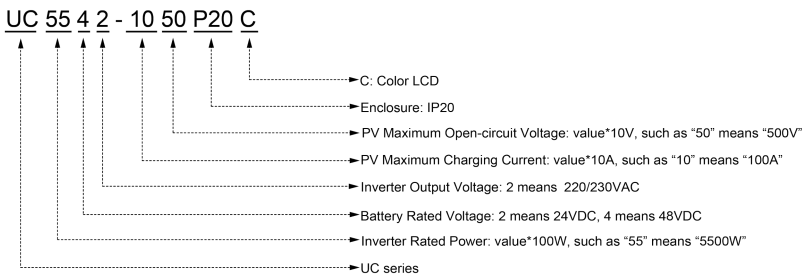 UC 55 4 2 - 10 50 P20 C
C: Color LCD
Enclosure: IP20
PV Maximum Open-circuit Voltage: value*10V, such as “50” means “500V”
PV Maximum Charging Current: value*10A, such as “10” means “100A”
Inverter Output Voltage: 2 means 220/230VAC
Battery Rated Voltage: 2 means 24VDC, 4 means 48VDC
Inverter Rated Power: value*100W, such as “55” means “5500W”
UC series